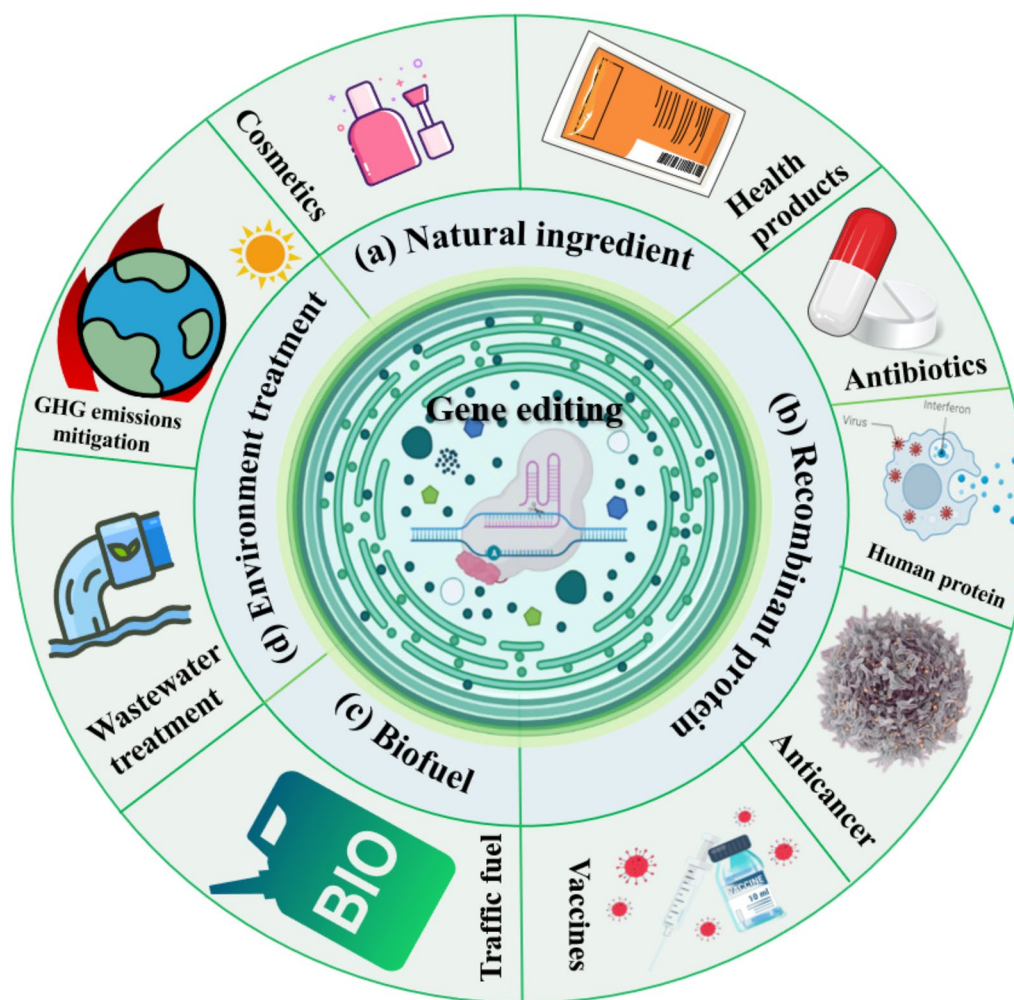 Cosmetics
Health
products
(a) Natural ingredient
Antibiotics
Virus
Interferon
Human protein
(b) Recombinant protein
Anticancer
Vaccines
VACCINE
10 ml
(c) Biofuel
Traffic fuel
BIO
(d) Environment treatment
Wastewater
treatment
GHG emissions
mitigation
Gene editing